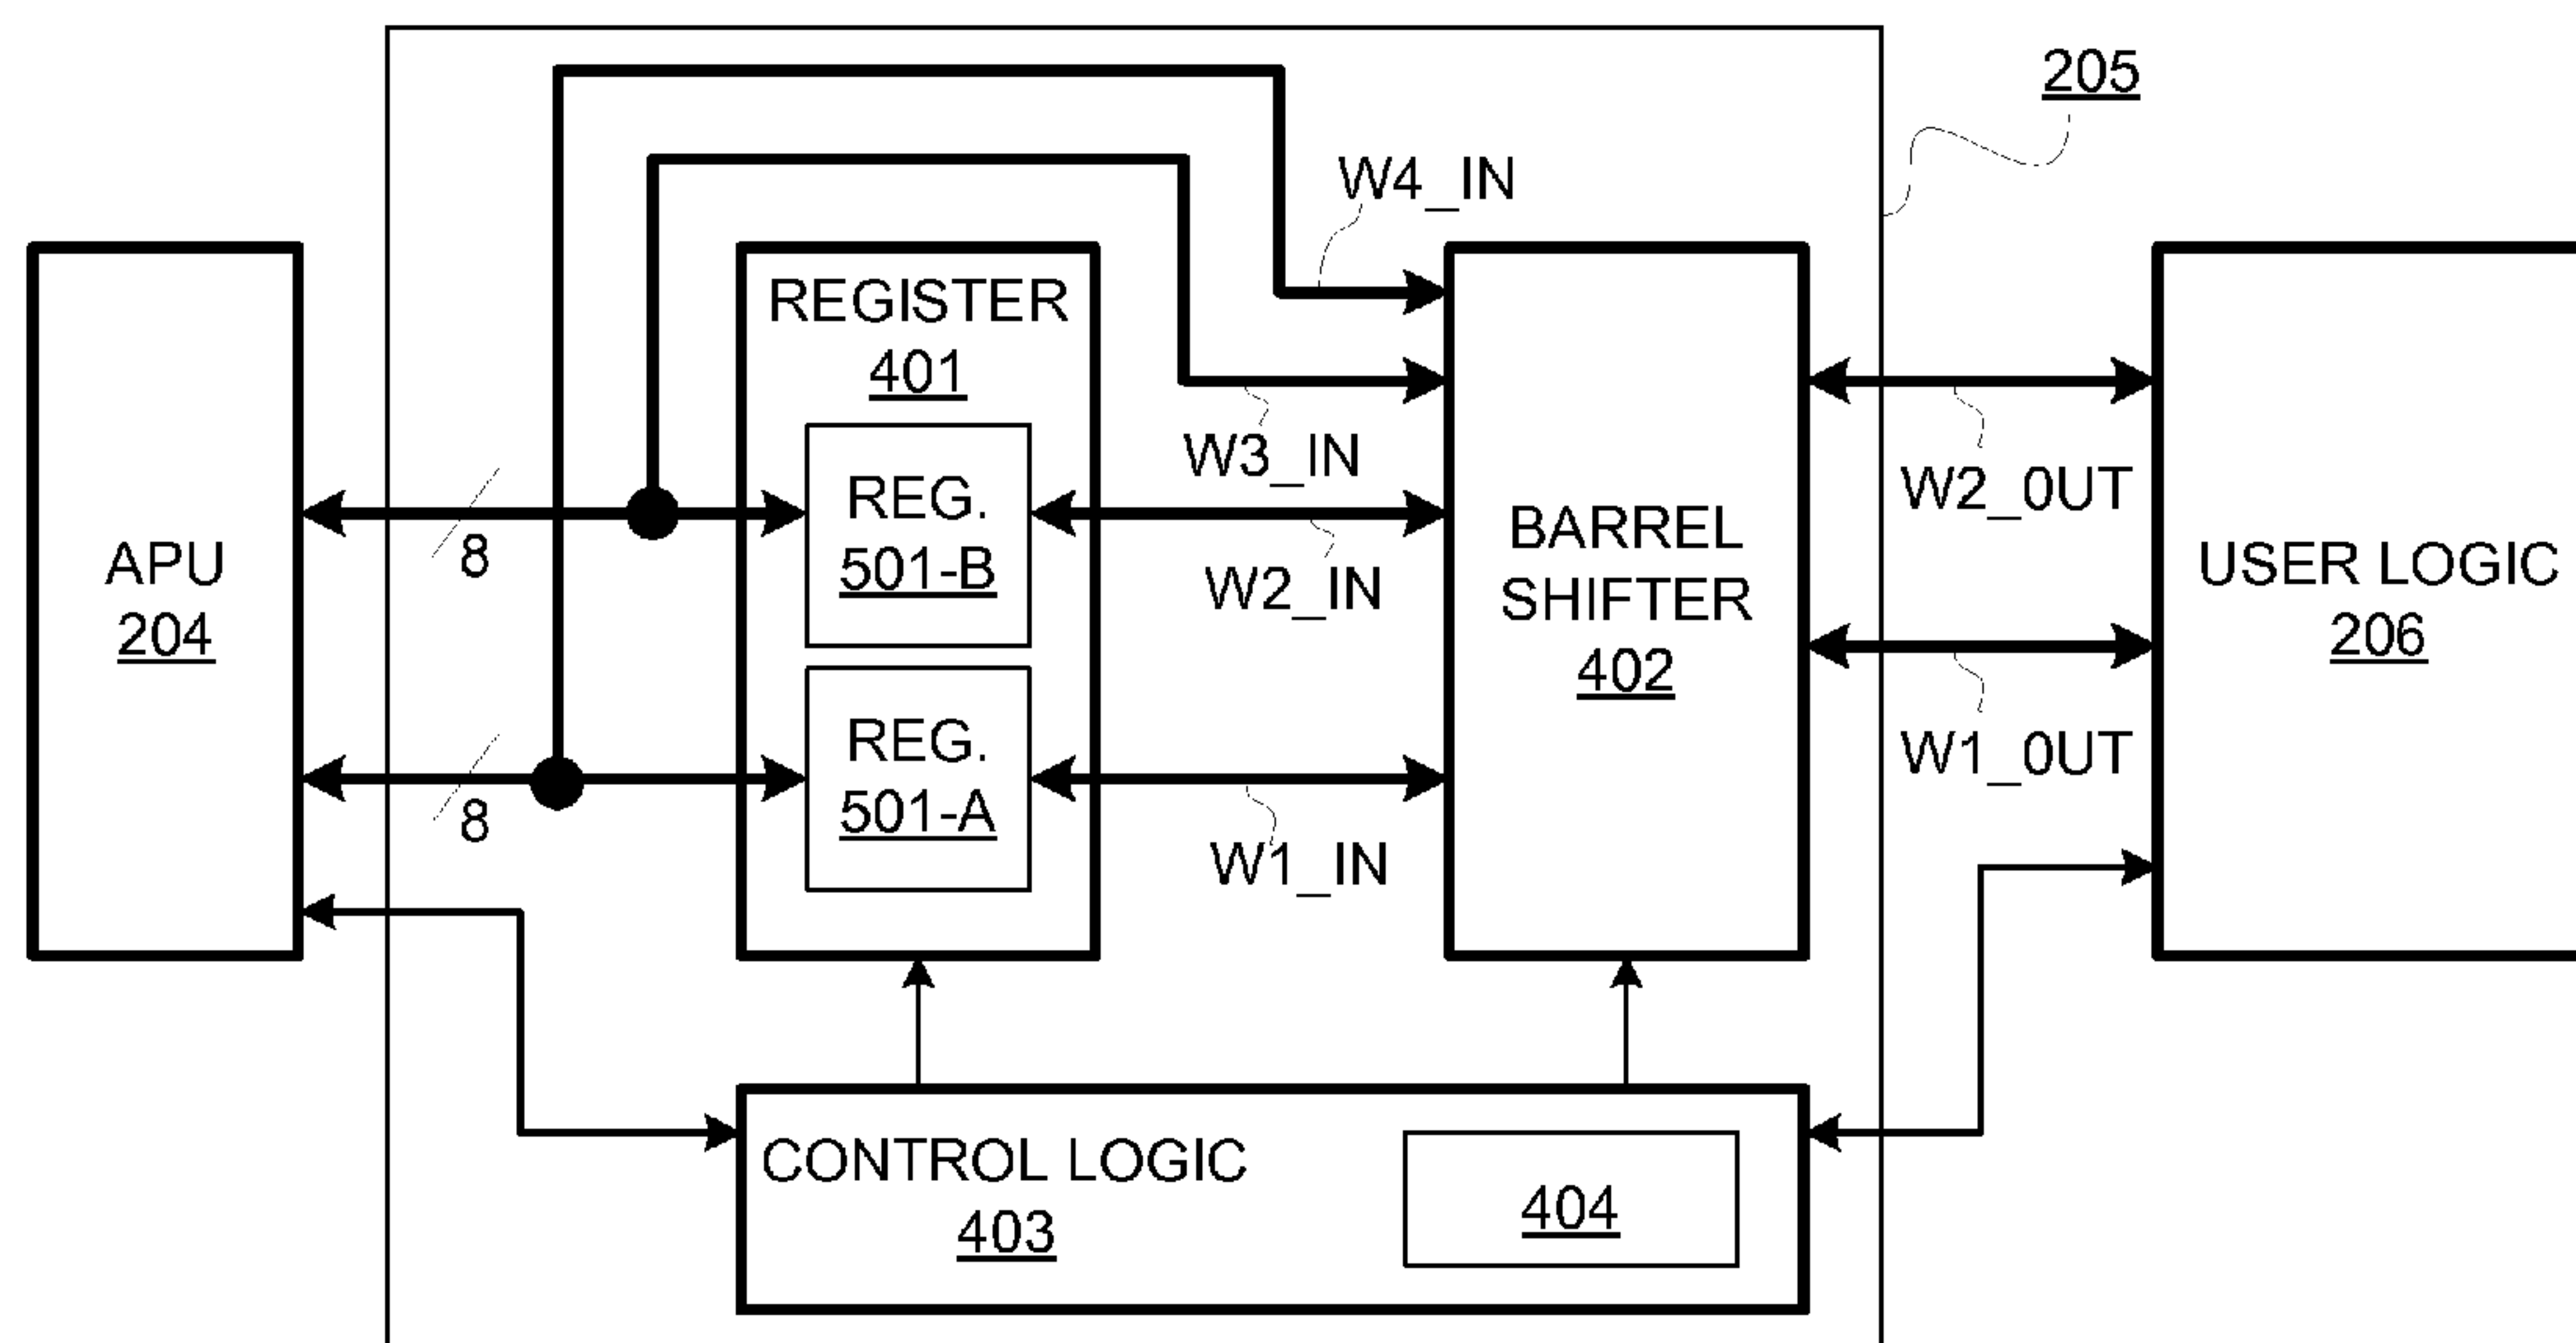 205
W4_IN
REGISTER
401
W3_IN
REG.
501-B
W2_IN
8
APU
204
BARREL
SHIFTER
402
W2_0UT
USER LOGIC
206
REG.
501-A
W1_IN
8
W1_0UT
CONTROL LOGIC
403
404